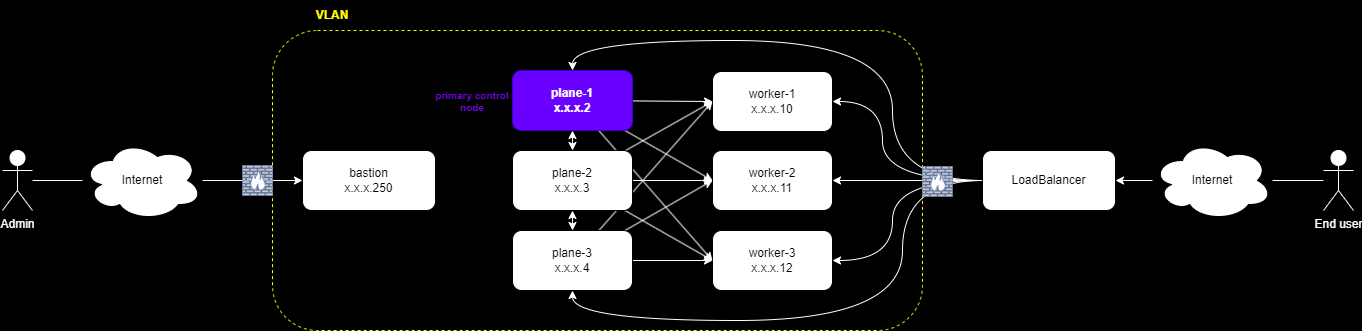 VLAN
primary control
node
plane-1
x.x.x.2
worker-1
x.x.x.10
Internet
bastion
x.x.x.250
plane-2
x.x.x.3
worker-2
x.x.x.11
LoadBalancer
Internet
Admin
End user
plane-3
x.x.x.4
worker-3
x.x.x.12